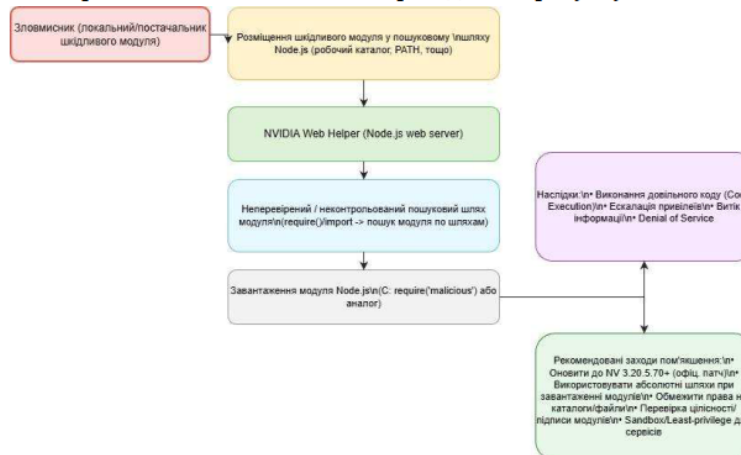 Зловмисник (локальний/постачальник
шкідливого модуля)
Розміщення шкідливого модуля у пошуковому \nшляху
Node.js (робочий каталог, PATH, тощо)
NVIDIA Web Helper (Node.js web server)
Неперевірений / неконтрольований пошуковий шлях
модуля\n(require()/import -> пошук модуля по шляхам)
Завантаження модуля Node.js\n(C: require('malicious') або
аналог)
Наслідки:\n• Виконання довільного коду (Co
Execution)\n• Ескалація привілеїв\n• Витік
інформації\n• Denial of Service
Рекомендовані заходи пом'якшення:\n•
Оновити до NV 3.20.5.70+ (офіц. патч)\n•
Використовувати абсолютні шляхи при
завантаженні модулів\n• Обмежити права н
каталоги/файли\n• Перевірка цілісності/
підписи модулів\n• Sandbox/Least-privilege д
сервісів